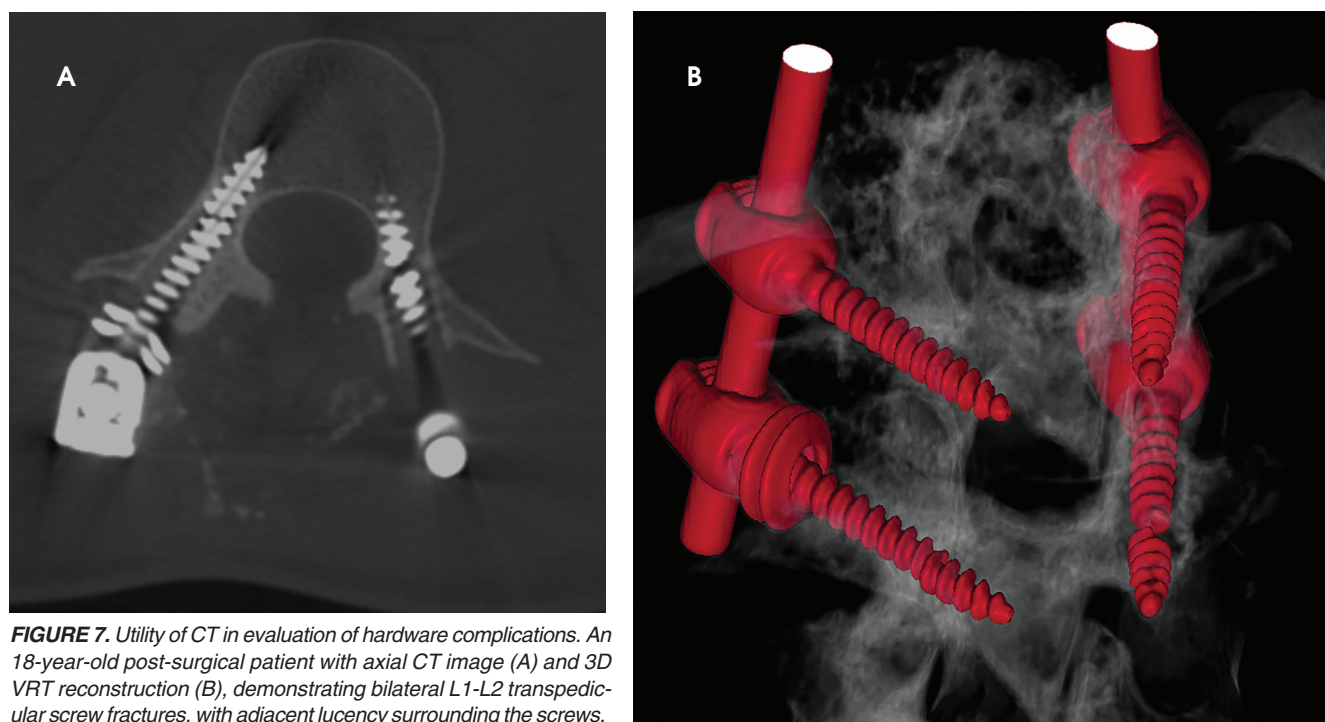 A
B
FIGURE 7. Utility of CT in evaluation of hardware complications. An
18-year-old post-surgical patient with axial CT image (A) and 3D
VRT reconstruction (B), demonstrating bilateral L1-L2 transpedic-
ular screw fractures, with adjacent lucency surrounding the screws.